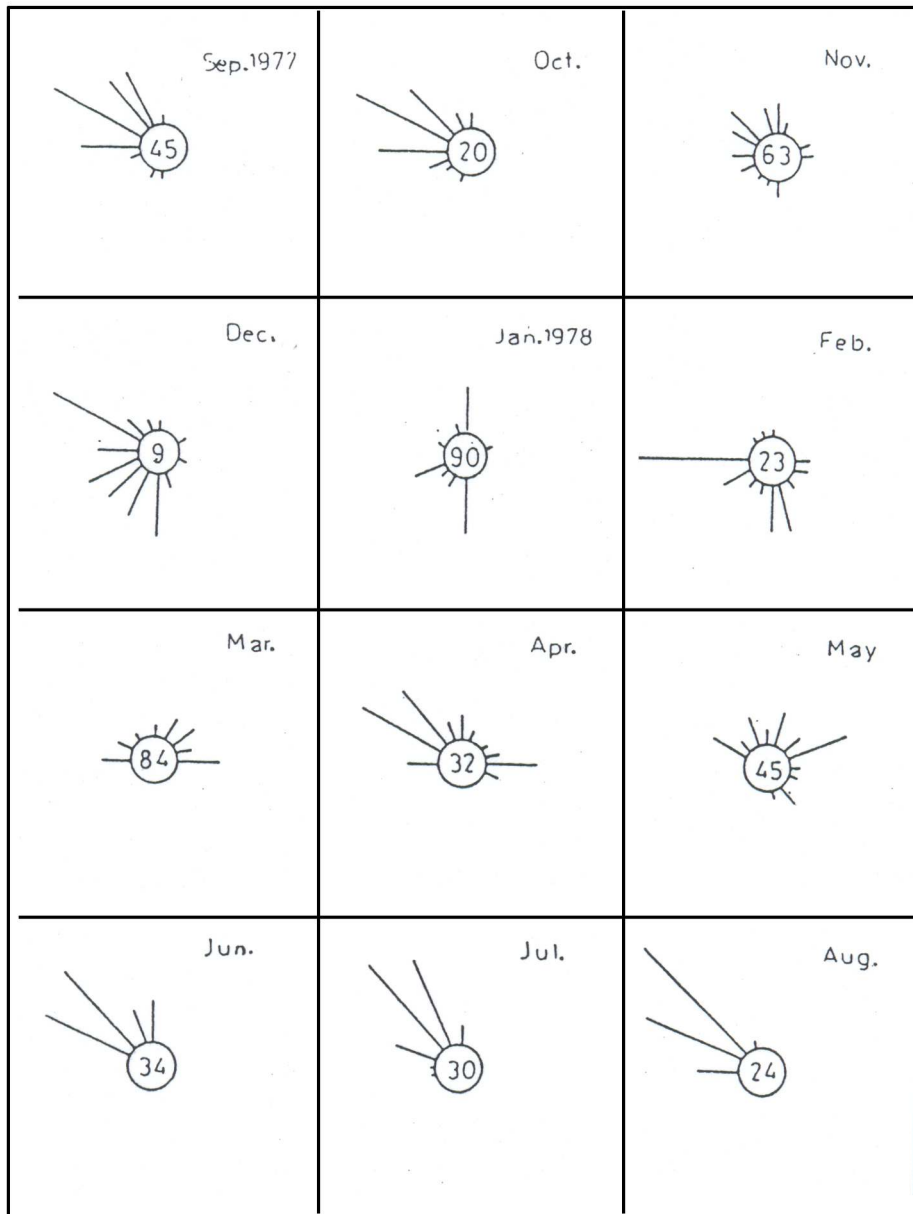 Sep.1977
45
Oct.
20
Nov.
63
Dec.
9
Jan.1978
90
Feb.
23
Mar.
84
Apr.
32
May
45
Jun.
34
Jul.
30
Aug.
24